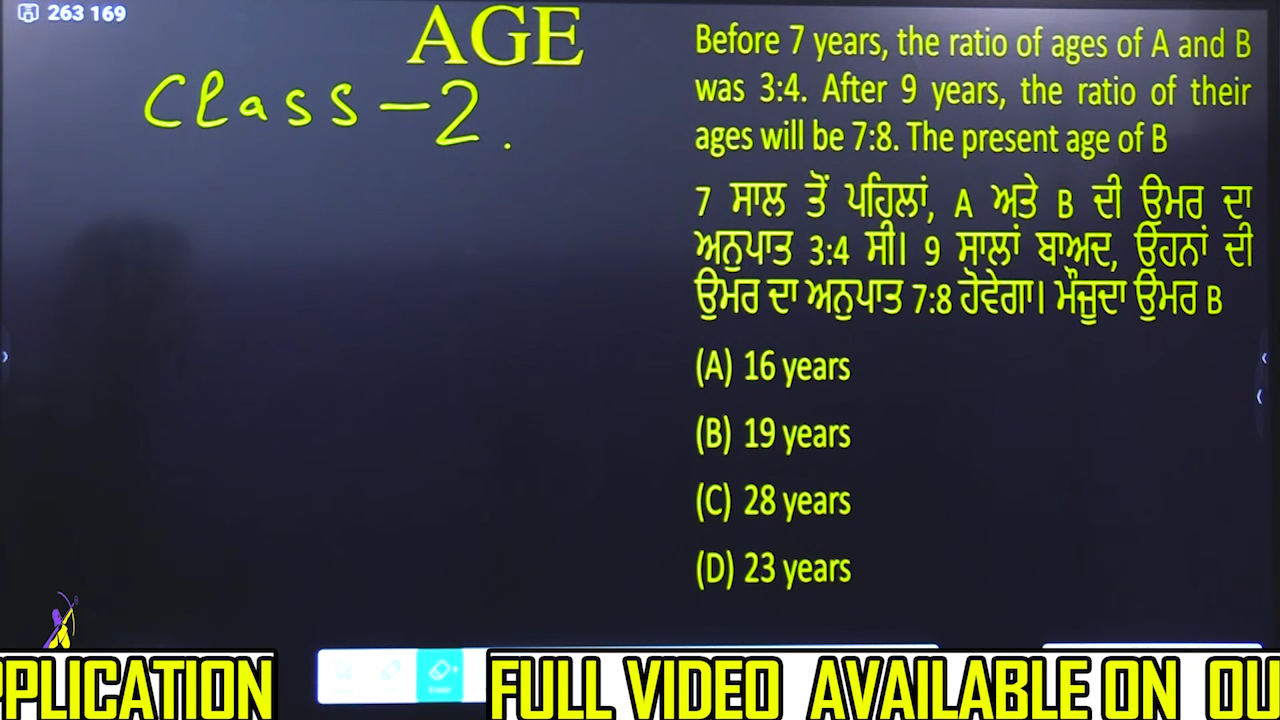 263 169
AGE
Class-2.
Before 7 years, the ratio of ages of A and B
was 3:4. After 9 years, the ratio of their
ages will be 7:8. The present age of B
7 ਸਾਲ ਤੋਂ ਪਹਿਲਾਂ, A ਅਤੇ B ਦੀ ਉਮਰ ਦਾ
ਅਨੁਪਾਤ 3:4 ਸੀ। 9 ਸਾਲਾਂ ਬਾਅਦ, ਉਹਨਾਂ ਦੀ
ਉਮਰ ਦਾ ਅਨੁਪਾਤ 7:8 ਹੋਵੇਗਾ। ਮੌਜੂਦਾ ਉਮਰ B
(A) 16 years
(B) 19 years
(C) 28 years
(D) 23 years
PPLICATION FULL VIDEO AVAILABLE ON OU